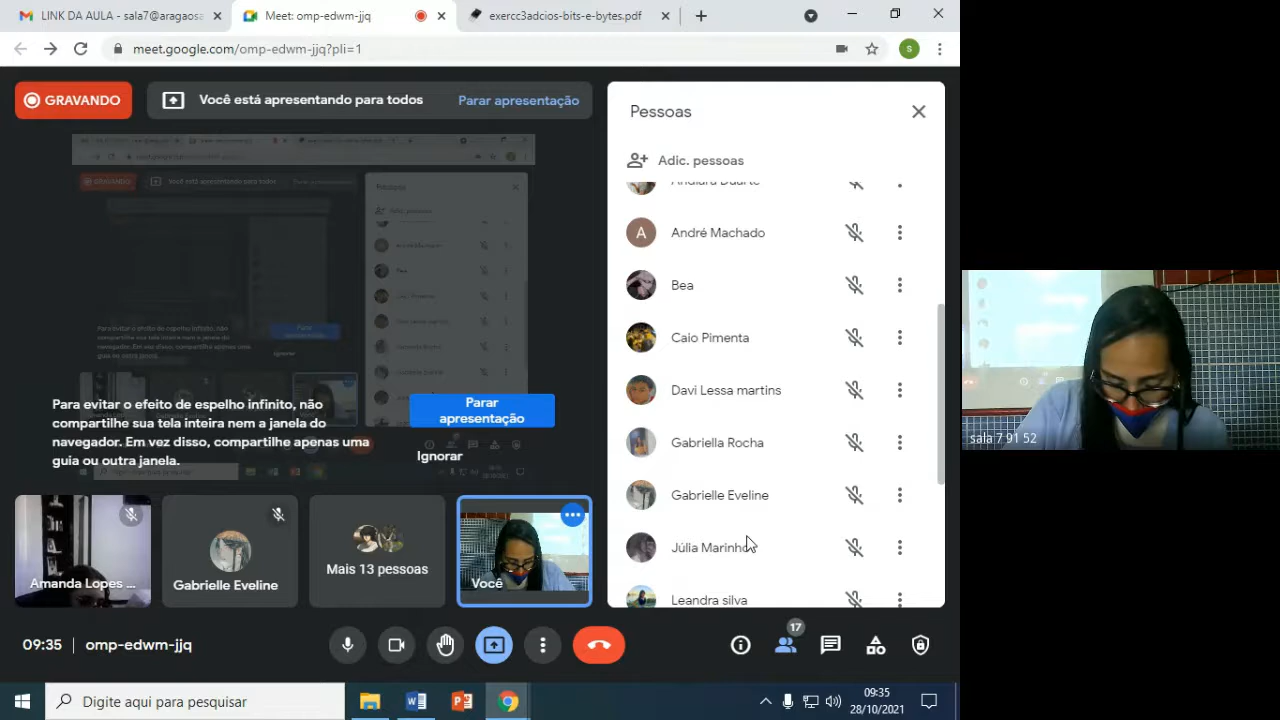 LINK DA AULA - sala7@aragaosa
Meet: omp-edwm-jjq
exercc3adcios-bits-e-bytes.pdf
meet.google.com/omp-edwm-jjq?pli=1
S
GRAVANDO
Você está apresentando para todos
Parar apresentação
Pessoas
Adic. pessoas
Andiara Duarte
A
André Machado
Bea
Caio Pimenta
Davi Lessa martins
Gabriella Rocha
Gabrielle Eveline
Júlia Marinho
Leandra silva
Para evitar o efeito de espelho infinito, não
compartilhe sua tela inteira nem a janela do
navegador. Em vez disso, compartilhe apenas uma
guia ou outra janela.
Parar
apresentação
Ignorar
Amanda Lopes ...
Gabrielle Eveline
Mais 13 pessoas
Você
sala 7 91 52
09:35
omp-edwm-jjq
17
Digite aqui para pesquisar
09:35
28/10/2021